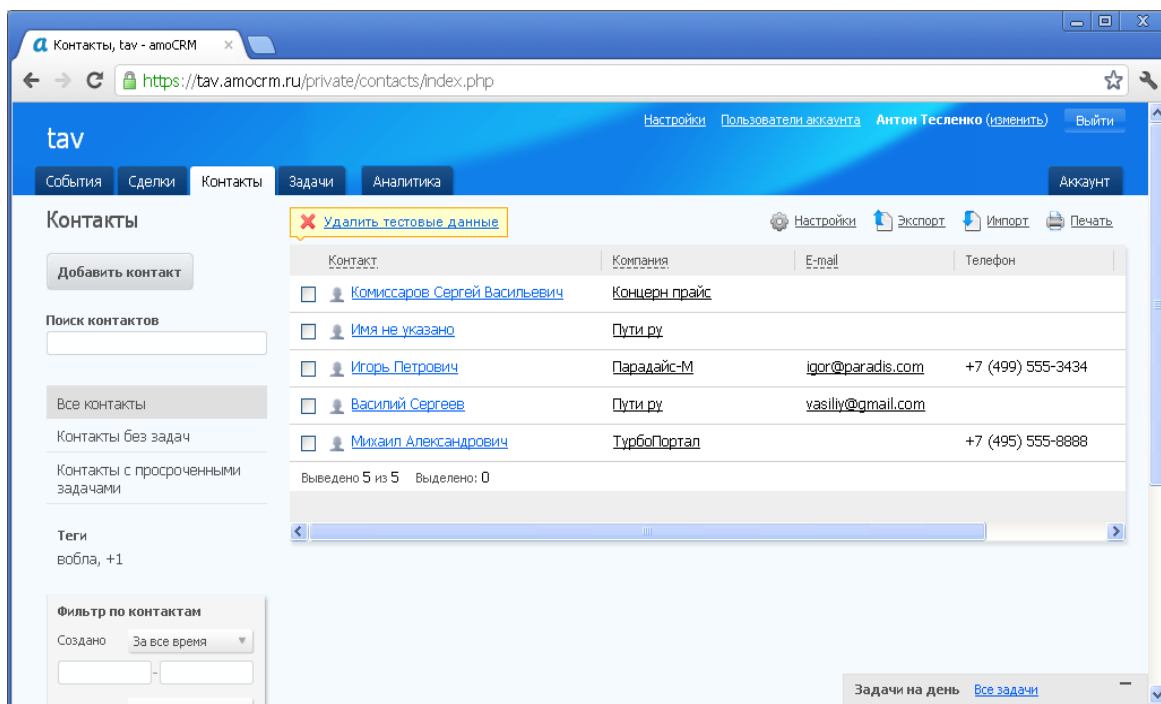 Контакты, tav - amoCRM
https://tav.amocrm.ru/private/contacts/index.php
Настройки Пользователи аккаунта Антон Тесленко (изменить) Выйти
tav
События Сделки Контакты Задачи Аналитика Аккаунт
Контакты
Удалить тестовые данные
Настройки Экспорт Импорт Печать
Добавить контакт
Поиск контактов
Все контакты
Контакты без задач
Контакты с просроченными
задачами
Теги
вобла, +1
Фильтр по контактам
Создано За все время
-
Контакт Компания E-mail Телефон
Комиссаров Сергей Васильевич Концерн прайс
Имя не указано Пути ру
Игорь Петрович Парадайс-М igor@paradis.com +7 (499) 555-3434
Василий Сергеев Пути ру vasiliy@gmail.com
Михаил Александрович ТурбоПортал +7 (495) 555-8888
Выведено 5 из 5 Выделено: 0
Задачи на день Все задачи